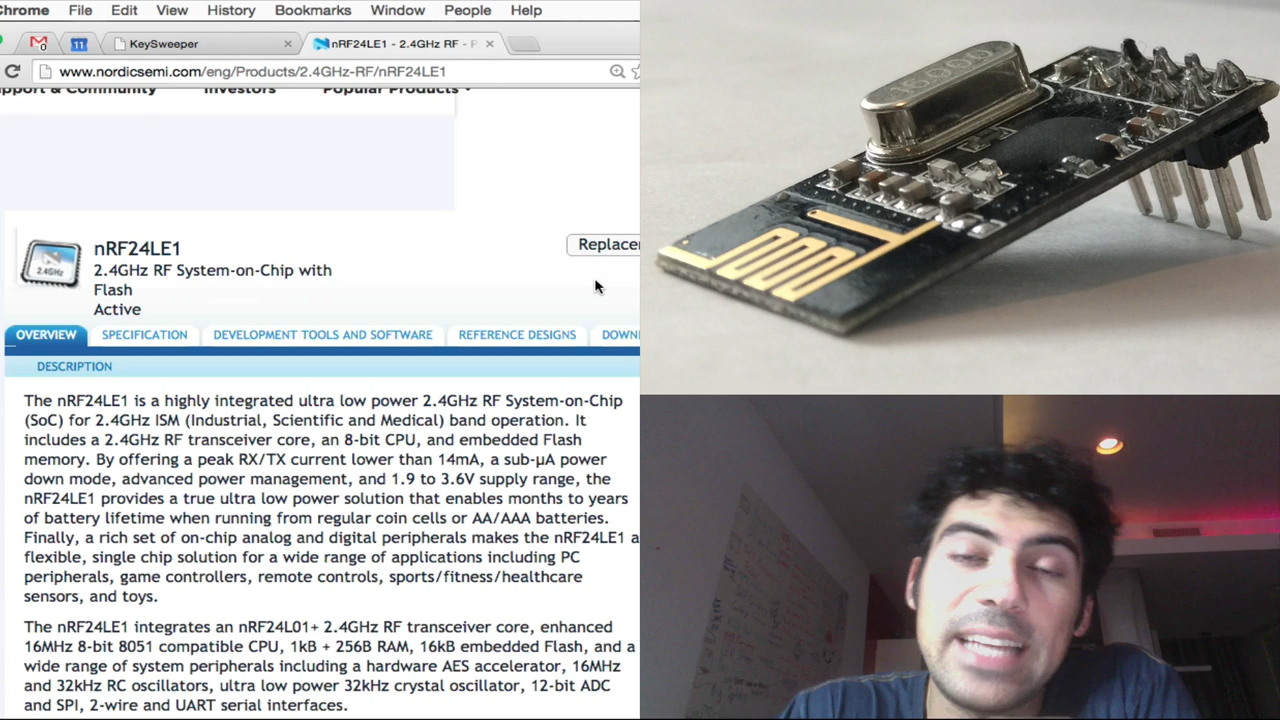 Chrome File Edit View History Bookmarks Window People Help
KeySweeper
nRF24LE1 - 2.4GHz RF - P
www.nordicsemi.com/eng/Products/2.4GHz-RF/nRF24LE1
pport & Community Investors Popular Products
nRF24LE1
2.4GHz RF System-on-Chip with
Flash
Active
2.4GHz
Replacer
OVERVIEW SPECIFICATION DEVELOPMENT TOOLS AND SOFTWARE REFERENCE DESIGNS DOWN
DESCRIPTION
The nRF24LE1 is a highly integrated ultra low power 2.4GHz RF System-on-Chip
(SoC) for 2.4GHz ISM (Industrial, Scientific and Medical) band operation. It
includes a 2.4GHz RF transceiver core, an 8-bit CPU, and embedded Flash
memory. By offering a peak RX/TX current lower than 14mA, a sub-µA power
down mode, advanced power management, and 1.9 to 3.6V supply range, the
nRF24LE1 provides a true ultra low power solution that enables months to years
of battery lifetime when running from regular coin cells or AA/AAA batteries.
Finally, a rich set of on-chip analog and digital peripherals makes the nRF24LE1 a
flexible, single chip solution for a wide range of applications including PC
peripherals, game controllers, remote controls, sports/fitness/healthcare
sensors, and toys.
The nRF24LE1 integrates an nRF24L01+ 2.4GHz RF transceiver core, enhanced
16MHz 8-bit 8051 compatible CPU, 1kB + 256B RAM, 16kB embedded Flash, and a
wide range of system peripherals including a hardware AES accelerator, 16MHz
and 32kHz RC oscillators, ultra low power 32kHz crystal oscillator, 12-bit ADC
and SPI, 2-wire and UART serial interfaces.